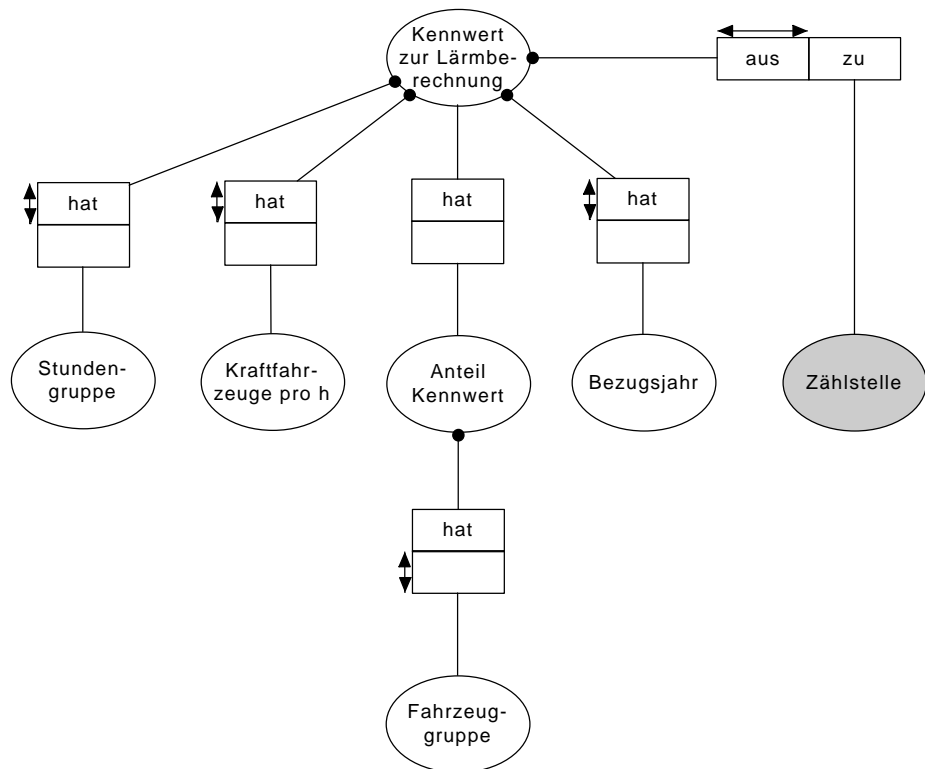 Kennwert
zur Lärmbe-
rechnung
aus
zu
hat
hat
hat
hat
Stunden-
gruppe
Kraftfahr-
zeuge pro h
Anteil
Kennwert
Bezugsjahr
Zählstelle
hat
Fahrzeug-
gruppe